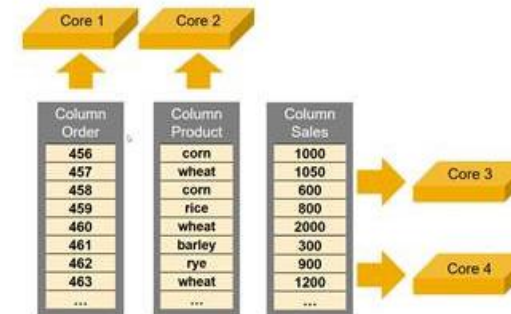 Core 1
Core 2
Column
Order
456
457
458
459
460
461
462
463
...
Column
Product
corn
wheat
corn
rice
wheat
barley
rye
wheat
...
Column
Sales
1000
1050
600
800
2000
300
900
1200
...
Core 3
Core 4